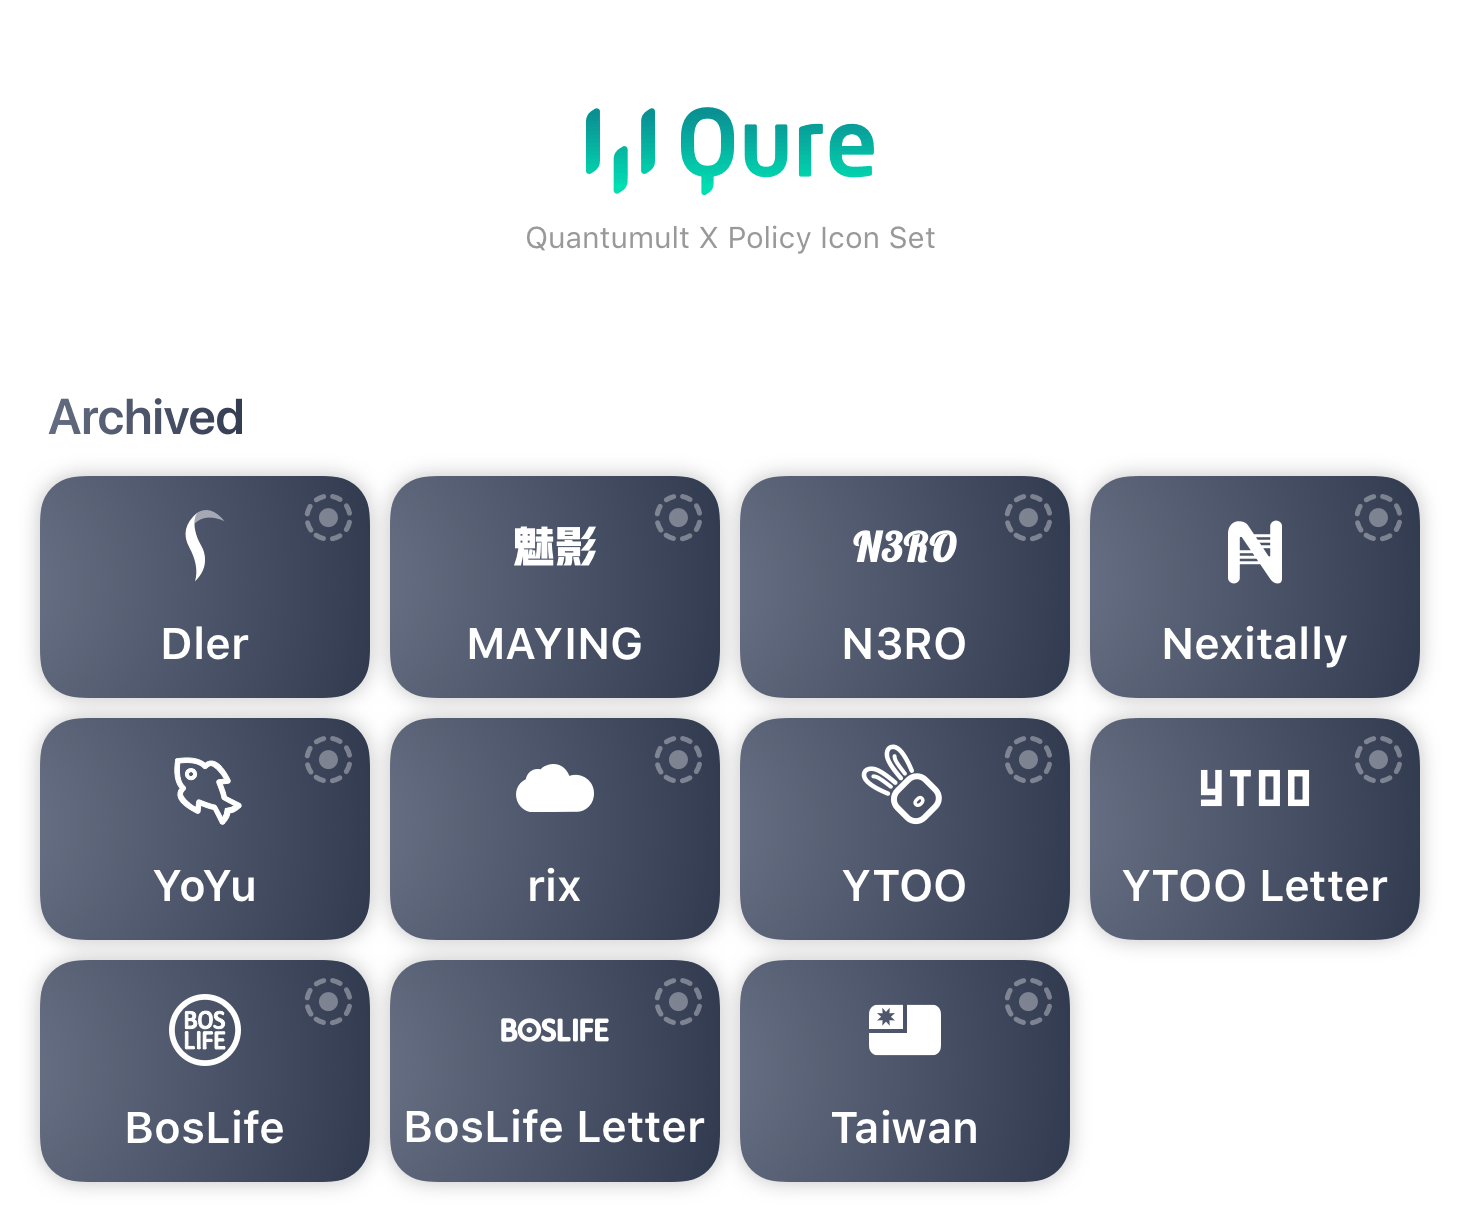 Qure
Quantumult X Policy Icon Set
Archived
Dler
魅影
MAYING
N3RO
N3RO
N
Nexitally
YoYu
rix
YTOO
YTOO
YTOO Letter
BOS
LIFE
BosLife
BOSLIFE
BosLife Letter
Taiwan